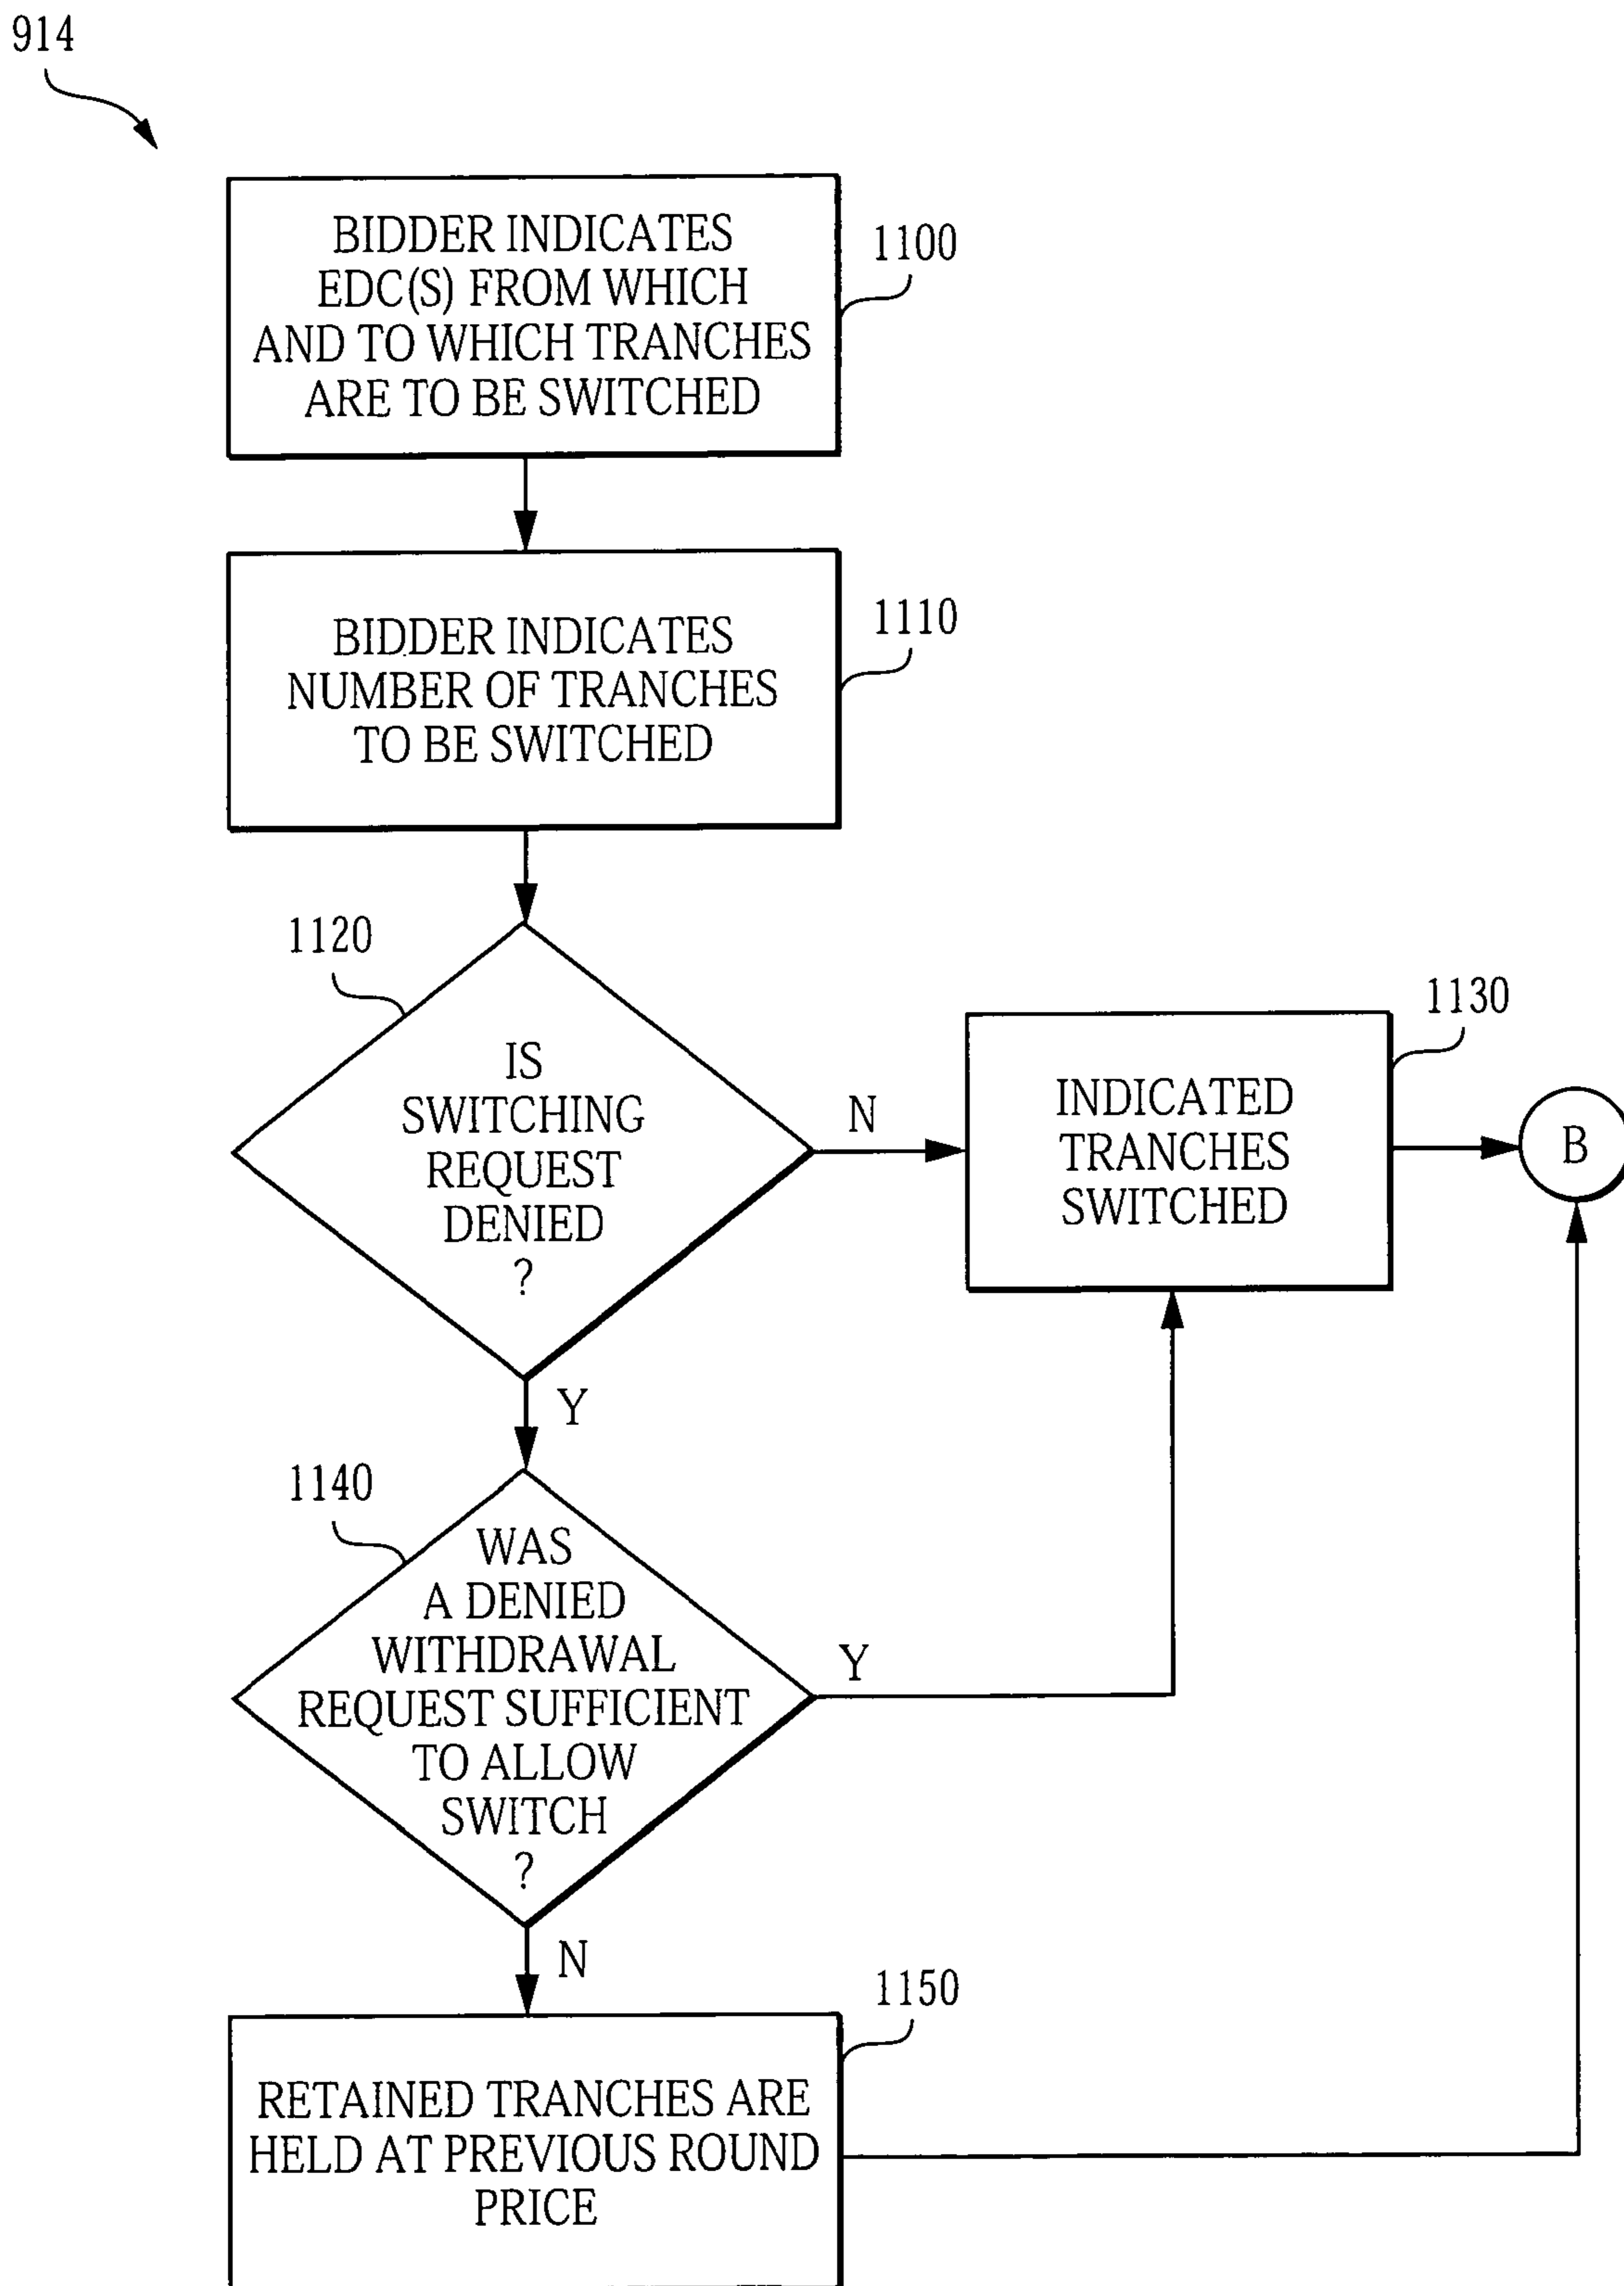 914
BIDDER INDICATES
EDC(S) FROM WHICH
AND TO WHICH TRANCHES
ARE TO BE SWITCHED
1100
BIDDER INDICATES
NUMBER OF TRANCHES
TO BE SWITCHED
1110
1120
IS
SWITCHING
REQUEST
DENIED
?
N
Y
1130
INDICATED
TRANCHES
SWITCHED
B
1140
WAS
A DENIED
WITHDRAWAL
REQUEST SUFFICIENT
TO ALLOW
SWITCH
?
Y
N
1150
RETAINED TRANCHES ARE
HELD AT PREVIOUS ROUND
PRICE